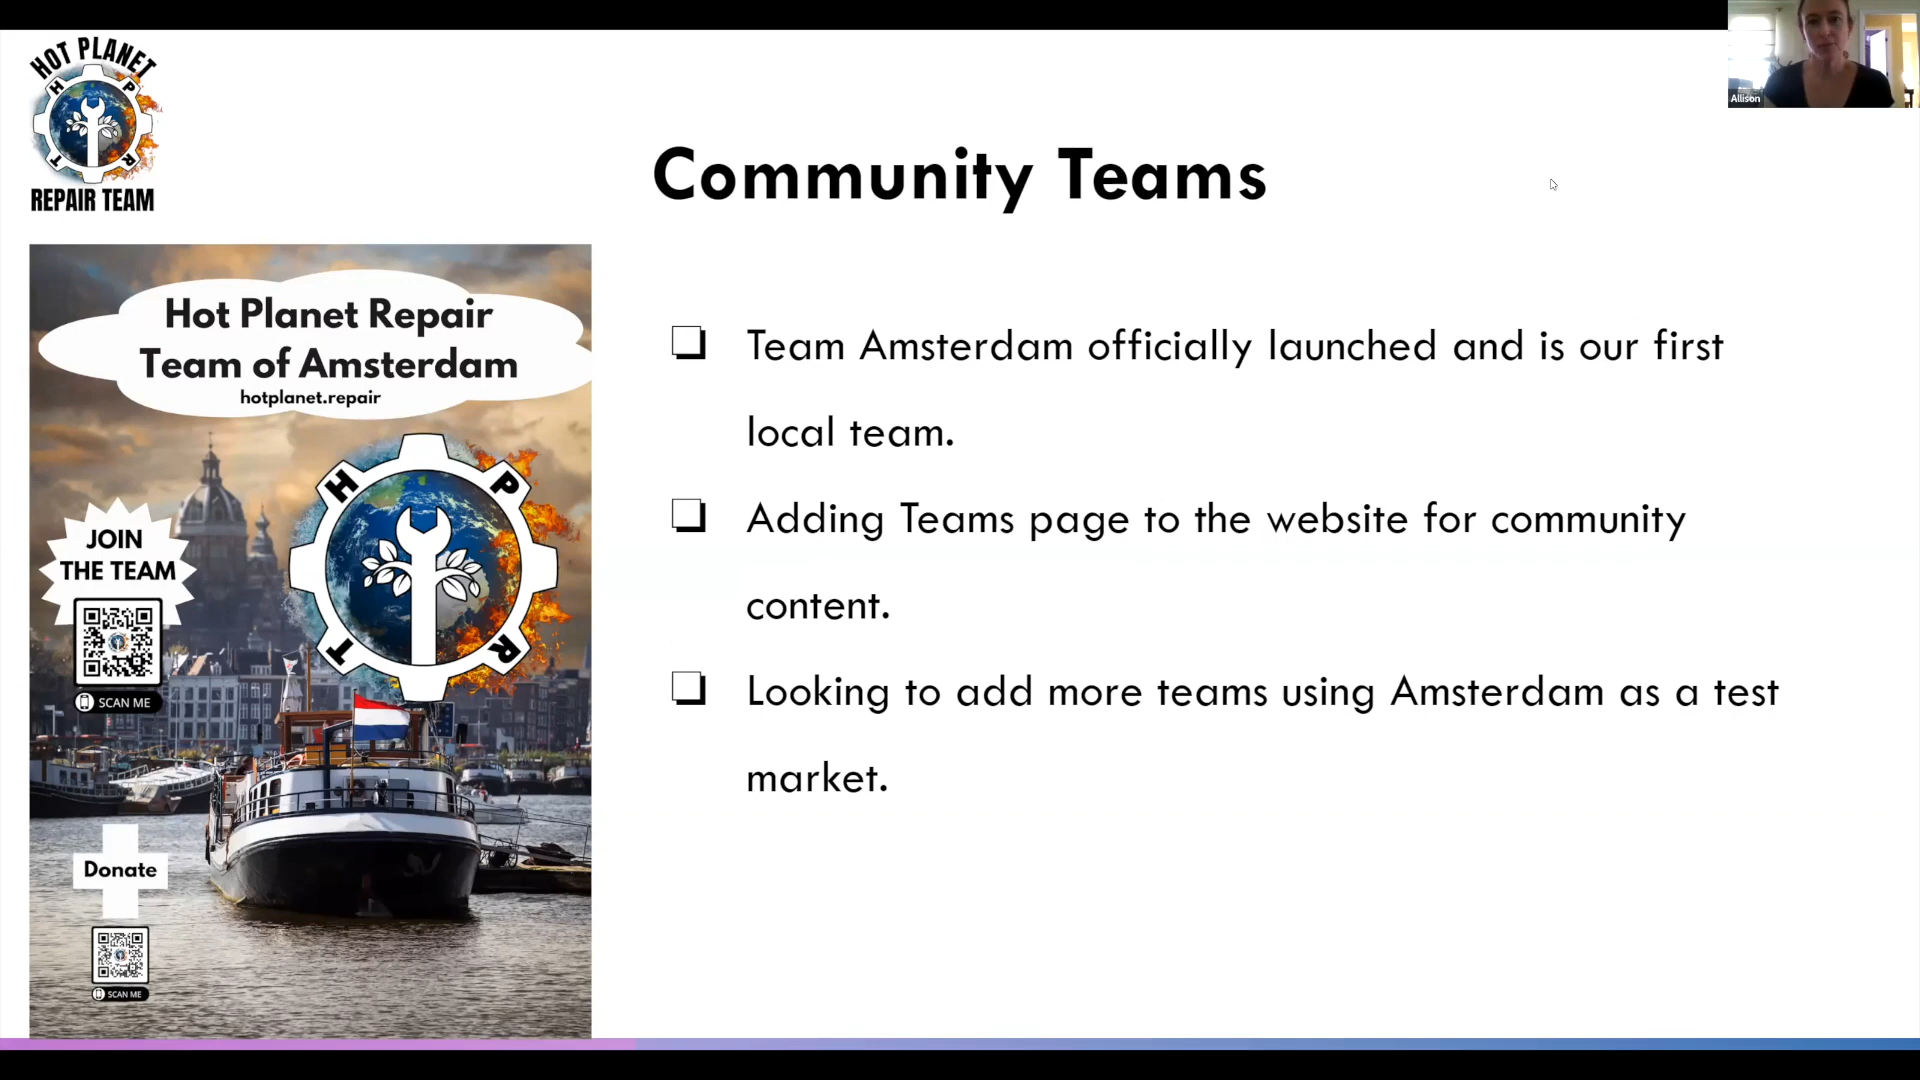 HOT PLANET
H P
T R
REPAIR TEAM
Allison
Community Teams
Hot Planet Repair
Team of Amsterdam
hotplanet.repair
H P
T R
JOIN
THE TEAM
SCAN ME
Donate
SCAN ME
Team Amsterdam officially launched and is our first
local team.
Adding Teams page to the website for community
content.
Looking to add more teams using Amsterdam as a test
market.